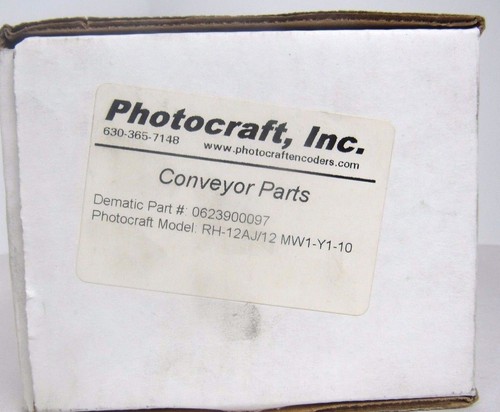 Photocraft, Inc.
630-365-7148 www.photocraftencoders.com
Conveyor Parts
Dematic Part #: 0623900097
Photocraft Model: RH-12AJ/12 MW1-Y1-10